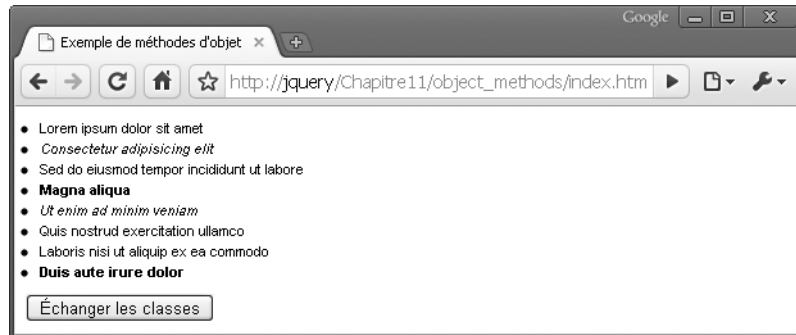 Google
Exemple de méthodes d'objet
http://jquery/Chapitre11/object_methods/index.htm
Lorem ipsum dolor sit amet
Consectetur adipisicing elit
Sed do eiusmod tempor incididunt ut labore
Magna aliqua
Ut enim ad minim veniam
Quis nostrud exercitation ullamco
Laboris nisi ut aliquip ex ea commodo
Duis aute irure dolor
Échanger les classes